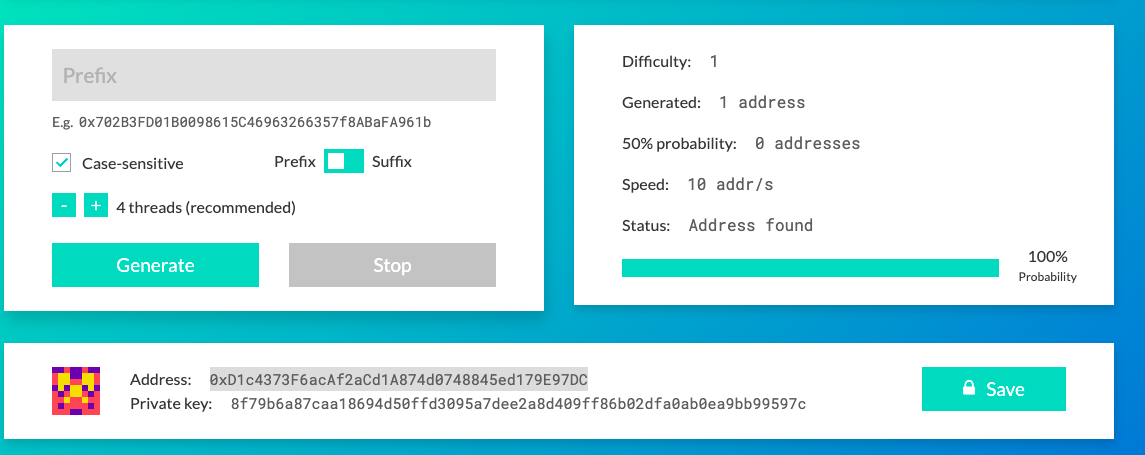 Prefix
E.g. 0x702B3FD01B0098615C46963266357f8ABaFA961b
Case-sensitive
Prefix Suffix
- + 4 threads (recommended)
Generate Stop
Difficulty: 1
Generated: 1 address
50% probability: 0 addresses
Speed: 10 addr/s
Status: Address found
100%
Probability
Address: 0xD1c4373F6acAf2aCd1A874d0748845ed179E97DC
Private key: 8f79b6a87caa18694d50ffd3095a7dee2a8d409ff86b02dfa0ab0ea9bb99597c
Save